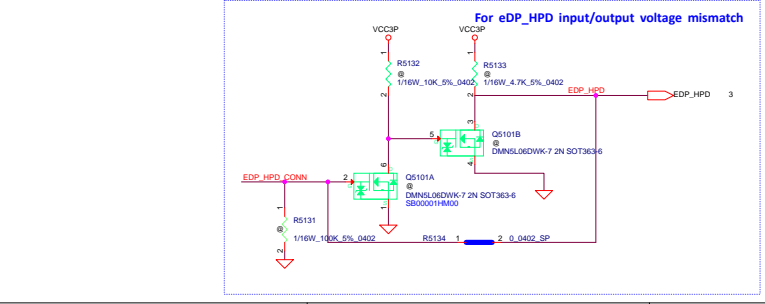 For eDP_HPD input/output voltage mismatch
VCC3P
VCC3P
1
1
R5132
@
1/16W_10K_5%_0402
2
R5133
@
1/16W_4.7K_5%_0402
2
EDP_HPD
EDP_HPD
3
3
5
Q5101B
@
DMN5L06DWK-7 2N SOT363-6
4
6
EDP_HPD_CONN
2
Q5101A
@
DMN5L06DWK-7 2N SOT363-6
SB00001HM00
1
1
R5131
@
1/16W_100K_5%_0402
2
R5134
1
2
0_0402_SP